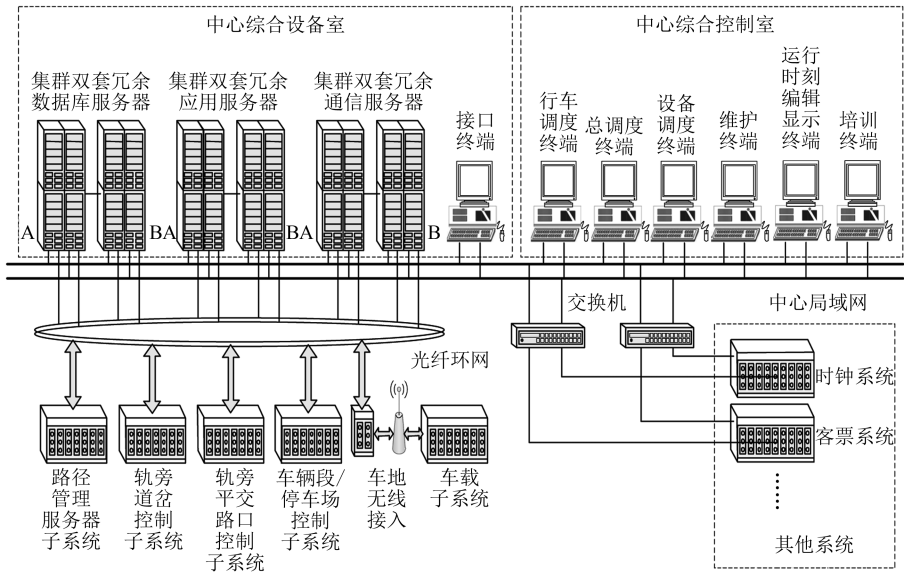 中心综合设备室
集群双套冗余
数据库服务器
集群双套冗余
应用服务器
集群双套冗余
通信服务器
接口
终端
A
B
A
B
A
B
中心综合控制室
行车
调度
终端
总调度
终端
设备
调度
终端
维护
终端
运行
时刻
编辑
显示
终端
培训
终端
交换机
中心局域网
光纤环网
时钟系统
客票系统
其他系统
路径
管理
服务器
子系统
轨旁
道岔
控制
子系统
轨旁
平交
路口
控制
子系统
车辆段/
停车场
控制
子系统
车地
无线
接入
车载
子系统